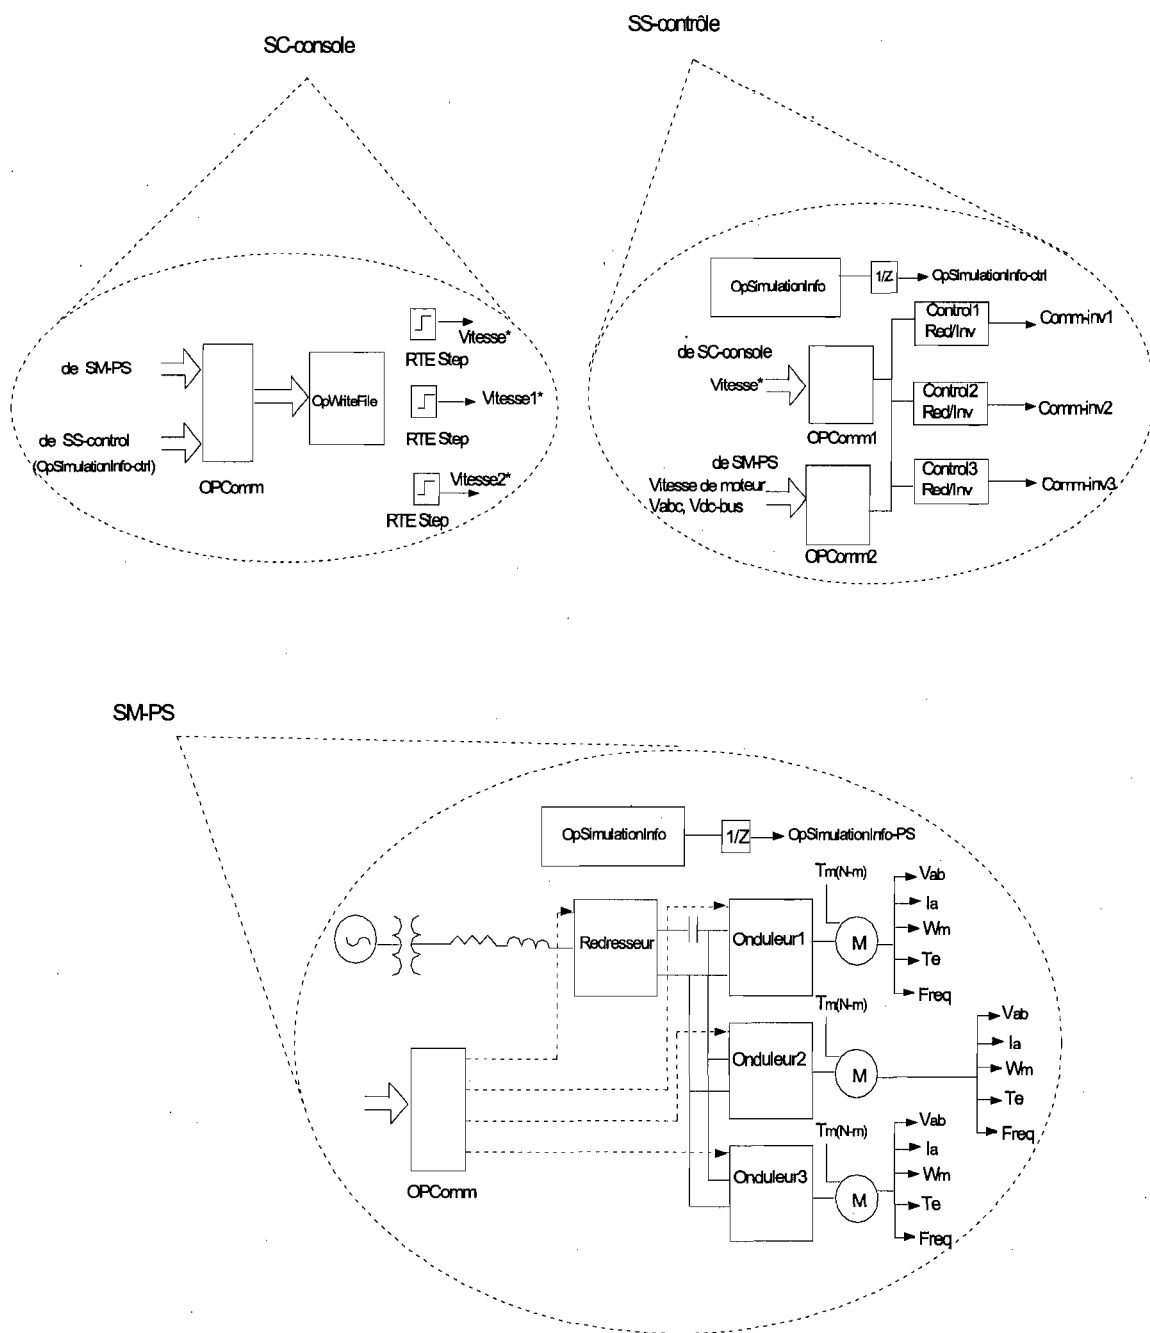 SS-contrôle
SC-console
OpSimulationInfo
1/Z
OpSimulationInfo-ctrl
de SC-console
Vitesse*
OPComm1
de SM-PS
Vitesse de moteur
Vabc, Vdc-bus
OPComm2
Control1
Red/Inv
Comm-inv1
Control2
Red/Inv
Comm-inv2
Control3
Red/Inv
Comm-inv3
de SM-PS
de SS-control
(OpSimulationInfo-ctrl)
OPComm
OpWriteFile
Vitesse*
RTE Step
Vitesse1*
RTE Step
Vitesse2*
RTE Step
SM-PS
OpSimulationInfo
1/Z
OpSimulationInfo-PS
Redresseur
OPComm
Onduleur1
Tm(N-m)
M
Vab
Ia
Wm
Te
Freq
Onduleur2
Tm(N-m)
M
Vab
Ia
Wm
Te
Freq
Onduleur3
Tm(N-m)
M
Vab
Ia
Wm
Te
Freq